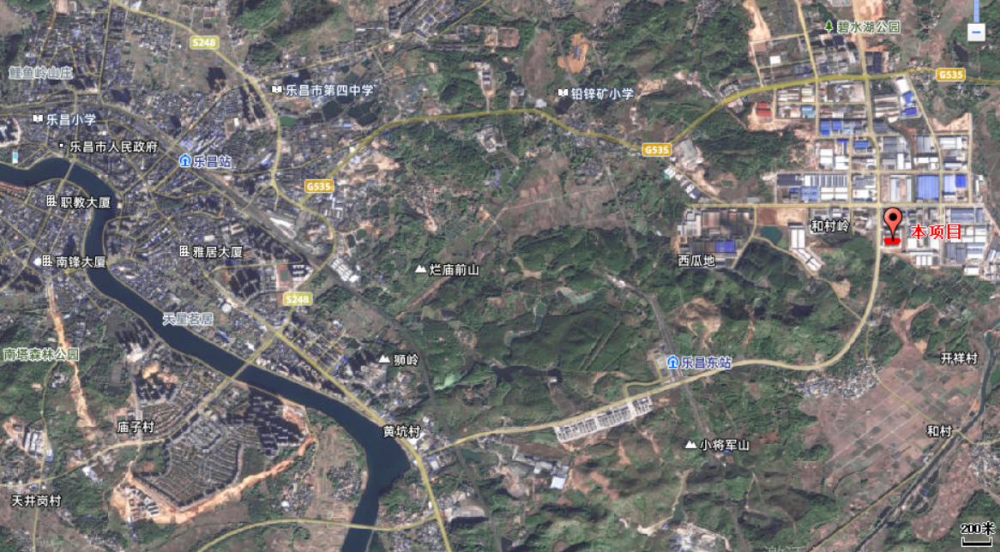 碧水湖公园
S248
鲤鱼岭山庄
G535
乐昌市第四中学
铅锌矿小学
乐昌小学
乐昌市人民政府
G535
乐昌站
G535
职教大厦
和村岭
本项目
雅居大厦
南锋大厦
西瓜地
烂庙前山
S248
天星茗居
南塔森林公园
狮岭
乐昌东站
开祥村
庙子村
黄坑村
和村
小将军山
天井岗村
200米